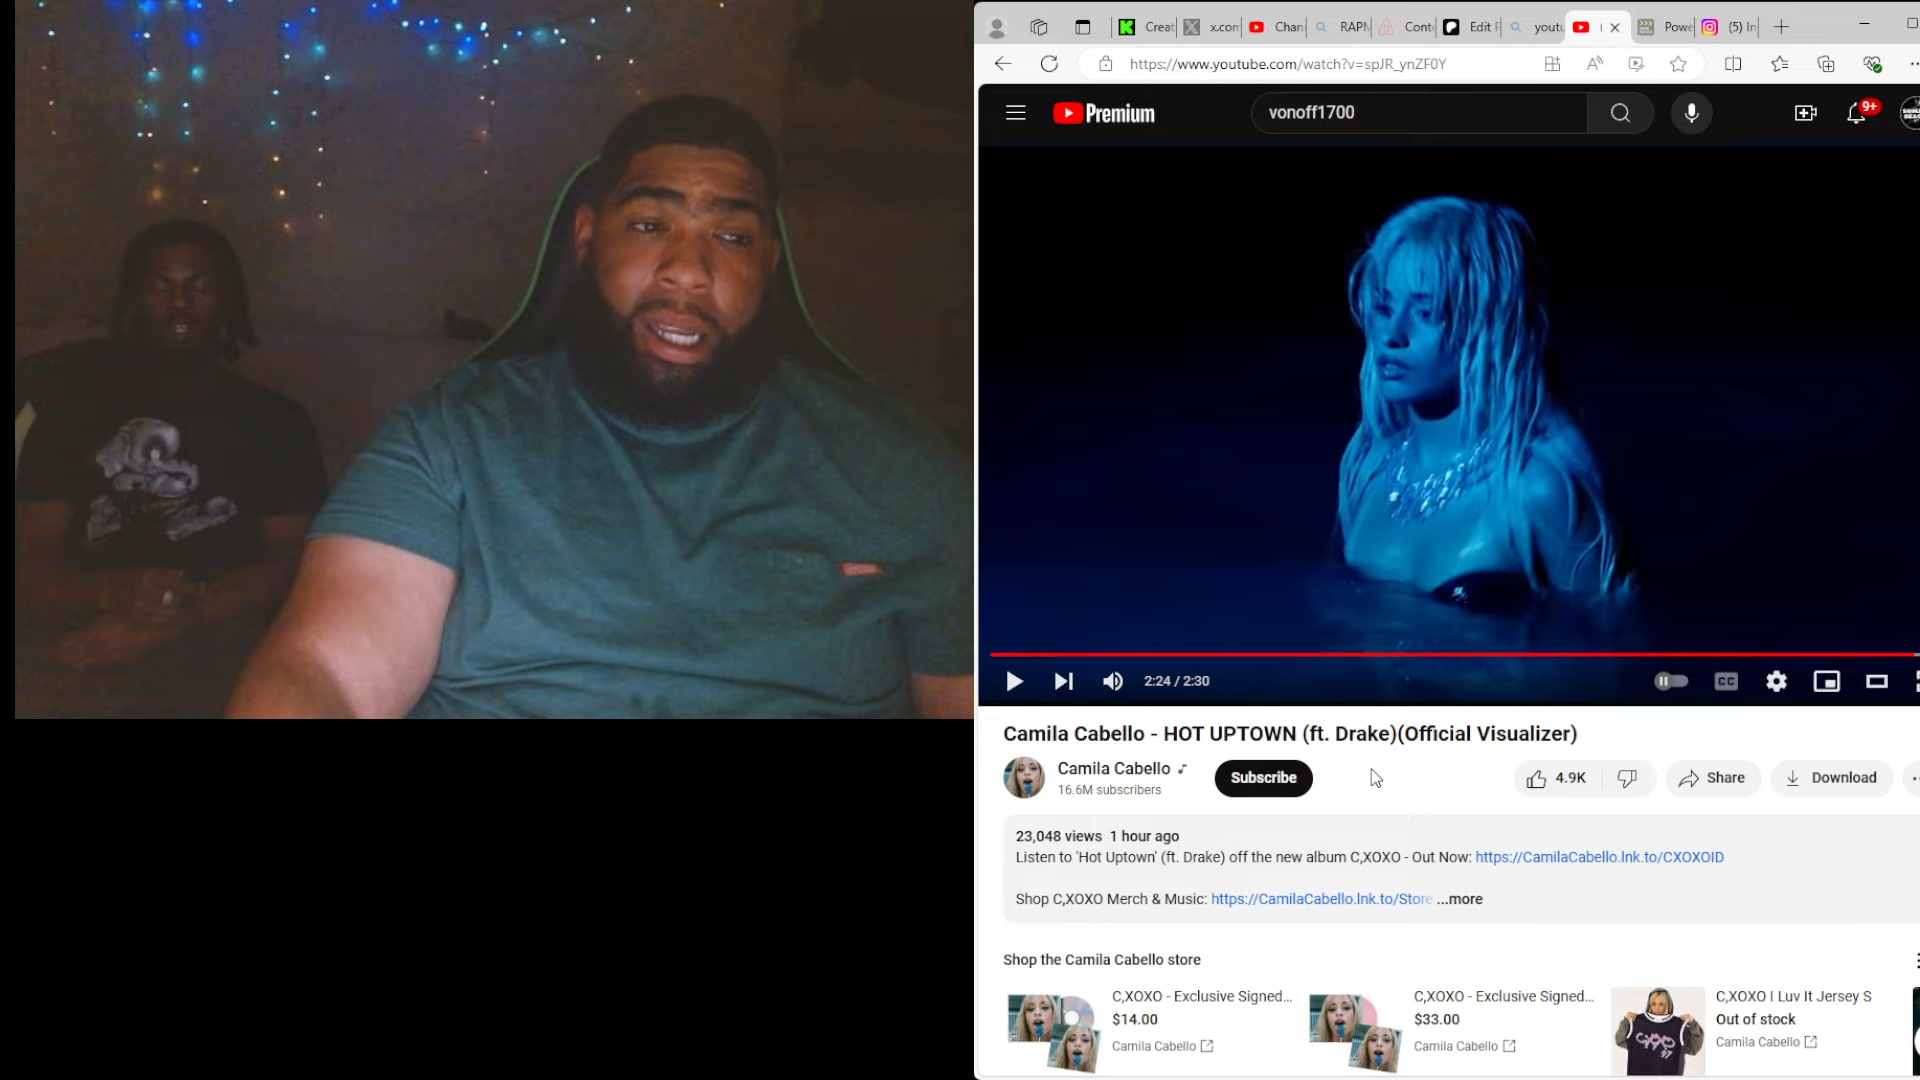 Creat
x.con
Chan
RAPN
Cont
Edit F
yout
Powe
(5) In
https://www.youtube.com/watch?v=spJR_ynZF0Y
Premium
vonoff1700
9+
2:24 / 2:30
CC
Camila Cabello - HOT UPTOWN (ft. Drake)(Official Visualizer)
Camila Cabello
16.6M subscribers
Subscribe
4.9K
Share
Download
23,048 views 1 hour ago
Listen to 'Hot Uptown' (ft. Drake) off the new album C,XOXO - Out Now: https://CamilaCabello.lnk.to/CXOXOID
Shop C,XOXO Merch & Music: https://CamilaCabello.lnk.to/Store ...more
Shop the Camila Cabello store
C,XOXO - Exclusive Signed...
$14.00
Camila Cabello
C,XOXO - Exclusive Signed...
$33.00
Camila Cabello
C,XOXO I Luv It Jersey S
Out of stock
Camila Cabello